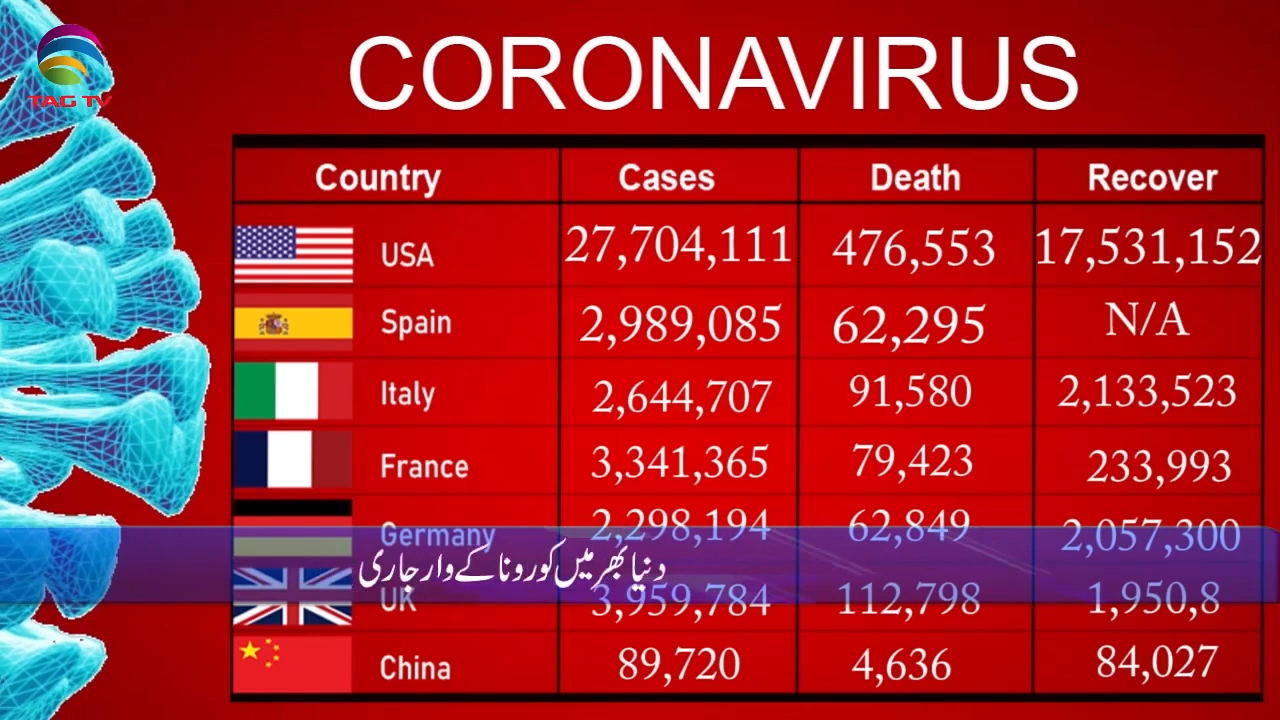 TAG TV
CORONAVIRUS
Country Cases Death Recover
USA 27,704,111 476,553 17,531,152
Spain 2,989,085 62,295 N/A
Italy 2,644,707 91,580 2,133,523
France 3,341,365 79,423 233,993
Germany 2,298,194 62,849 2,057,300
دنیا بھر میں کورونا کے وار جاری
UK 3,959,784 112,798 1,950,8
China 89,720 4,636 84,027